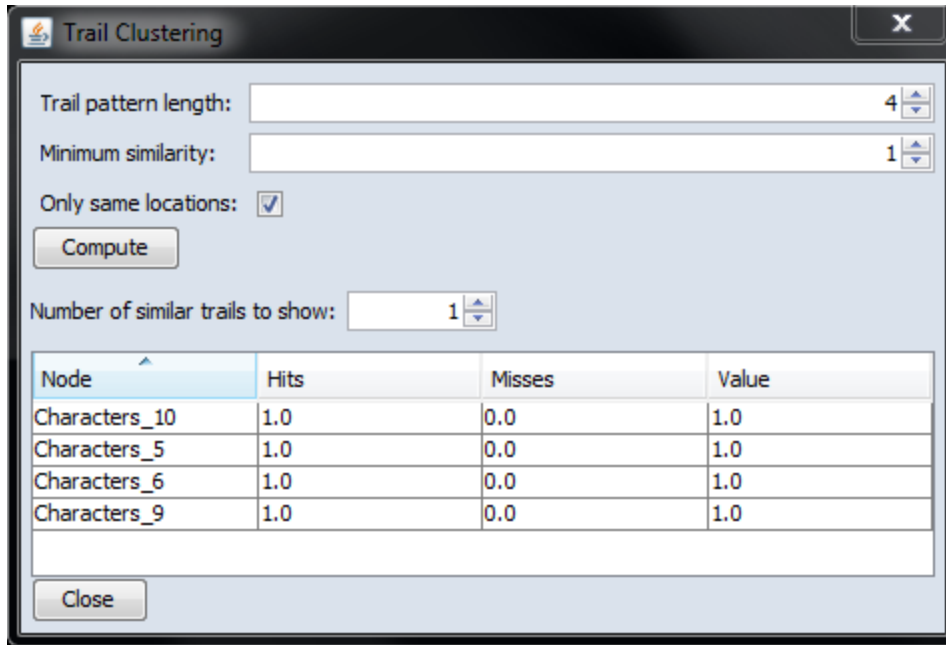 Trail Clustering
Trail pattern length: 4
Minimum similarity: 1
Only same locations:
Compute
Number of similar trails to show: 1
Node Hits Misses Value
Characters_10 1.0 0.0 1.0
Characters_5 1.0 0.0 1.0
Characters_6 1.0 0.0 1.0
Characters_9 1.0 0.0 1.0
Close